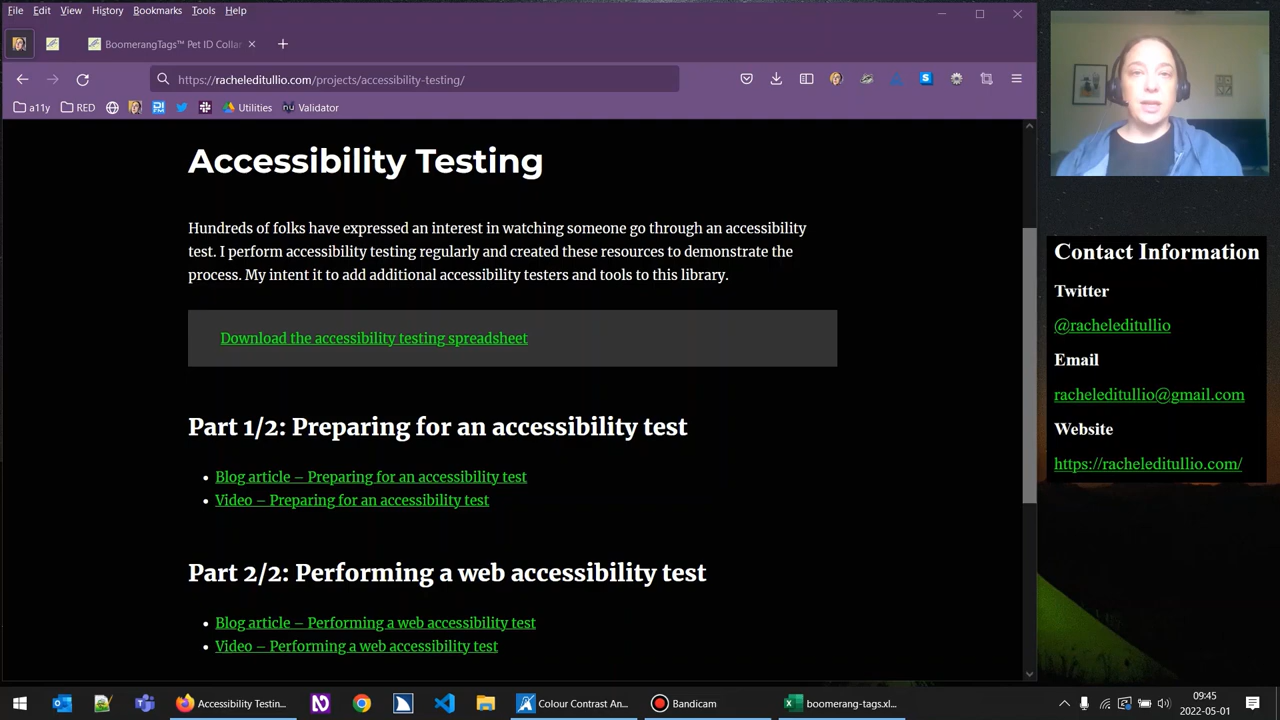 File Edit View History Bookmarks Tools Help
BoomerangTags™ Pet ID Colla
https://racheleditullio.com/projects/accessibility-testing/
a11y RED Utilities Validator
Accessibility Testing
Hundreds of folks have expressed an interest in watching someone go through an accessibility
test. I perform accessibility testing regularly and created these resources to demonstrate the
process. My intent it to add additional accessibility testers and tools to this library.
Download the accessibility testing spreadsheet
Part 1/2: Preparing for an accessibility test
Blog article – Preparing for an accessibility test
Video – Preparing for an accessibility test
Part 2/2: Performing a web accessibility test
Blog article – Performing a web accessibility test
Video – Performing a web accessibility test
Contact Information
Twitter
@racheleditullio
Email
racheleditullio@gmail.com
Website
https://racheleditullio.com/
Accessibility Testin...
Colour Contrast An...
Bandicam
boomerang-tags.xl...
09:45
2022-05-01